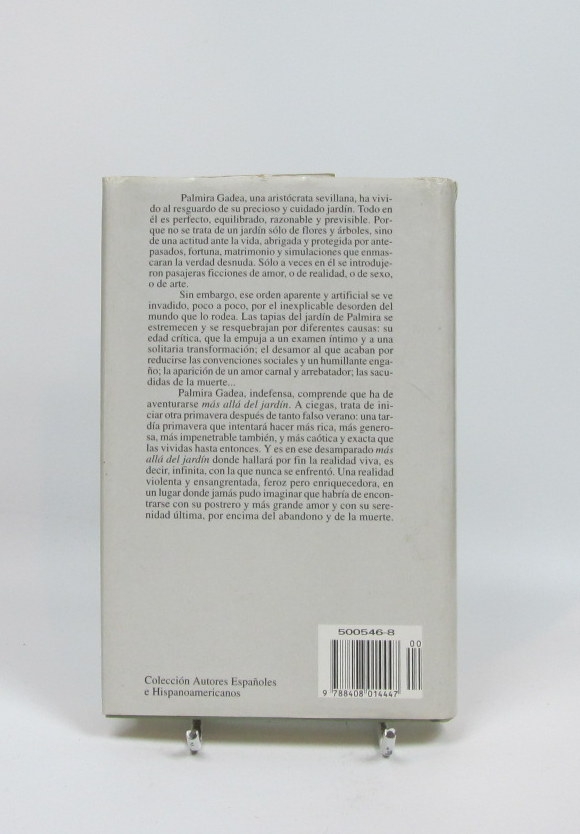 Palmira Gadea, una aristócrata sevillana, ha vivi-
do al resguardo de su precioso y cuidado jardín. Todo en
él es perfecto, equilibrado, razonable y previsible. Por-
que no se trata de un jardín sólo de flores y árboles, sino
de una actitud ante la vida, abrigada y protegida por ante-
pasados, fortuna, matrimonio y simulaciones que enmas-
caran la verdad desnuda. Sólo a veces en él se introduje-
ron pasajeras ficciones de amor, o de realidad, o de sexo,
o de arte.
Sin embargo, ese orden aparente y artificial se ve
invadido, poco a poco, por el inexplicable desorden del
mundo que lo rodea. Las tapias del jardín de Palmira se
estremecen y se resquebrajan por diferentes causas: su
edad crítica, que la empuja a un examen íntimo y a una
solitaria transformación; el desamor al que acaban por
reducirse las convenciones sociales y un humillante enga-
ño; la aparición de un amor carnal y arrebatador; las sacu-
didas de la muerte...
Palmira Gadea, indefensa, comprende que ha de
aventurarse más allá del jardín. A ciegas, trata de ini-
ciar otra primavera después de tanto falso verano: una tar-
día primavera que intentará hacer más rica, más genero-
sa, más impenetrable también, y más caótica y exacta que
las vividas hasta entonces. Y es en ese desamparado más
allá del jardín donde hallará por fin la realidad viva, es
decir, infinita, con la que nunca se enfrentó. Una realidad
violenta y ensangrentada, feroz pero enriquecedora, en
un lugar donde jamás pudo imaginar que habría de encon-
trarse con su postrero y más grande amor y con su sere-
nidad última, por encima del abandono y de la muerte.
500546-8
00
9 788408 014447
Colección Autores Españoles
e Hispanoamericanos